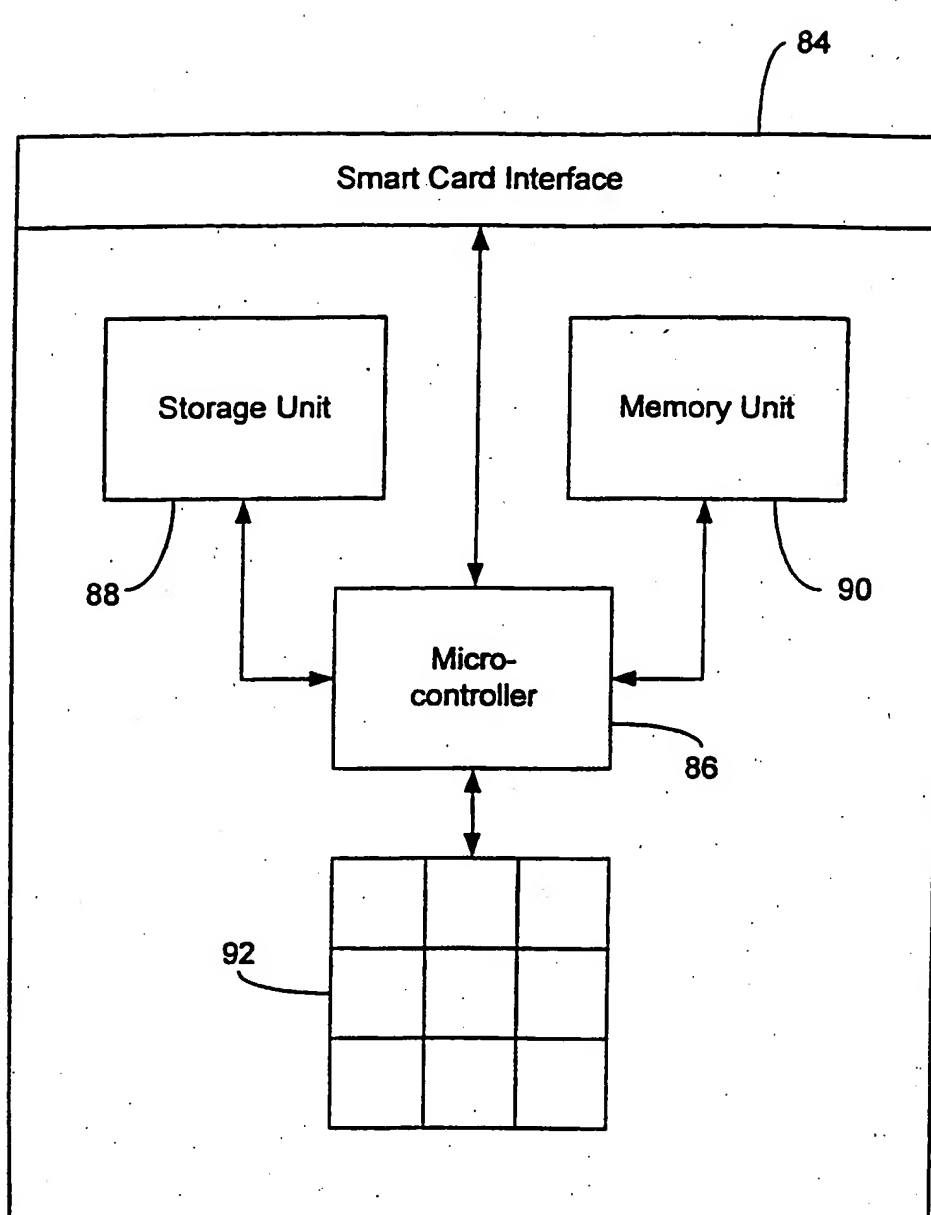 84
Smart Card Interface
Storage Unit
Memory Unit
88
90
Micro-
controller
86
92